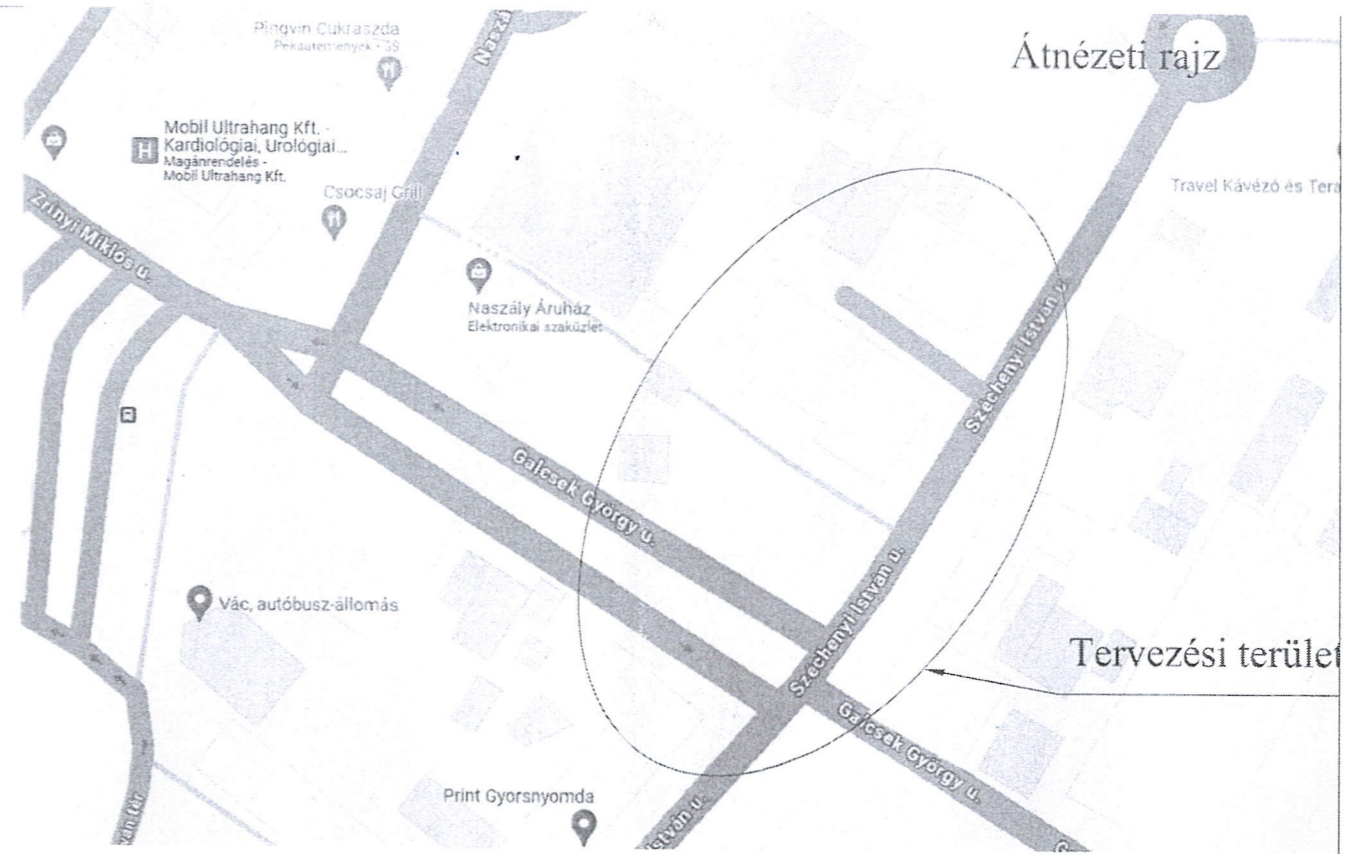 Pingvin Cukraszda
Pékáutemények - $$
Átnézeti rajz
Mobil Ultrahang Kft. -
Kardiológiai, Urológiai...
Magánrendelés -
Mobil Ultrahang Kft.
H
Csocsaj Grill
Travel Kávézó és Tera
Zrínyi Miklós u.
Naszály Áruház
Elektronikai szaküzlet
Széchenyi István u.
Galcsek György u.
Széchenyi István u.
Vác, autóbusz-állomás
Tervezési terület
Galcsek György u.
Print Gyorsnyomda
István u.